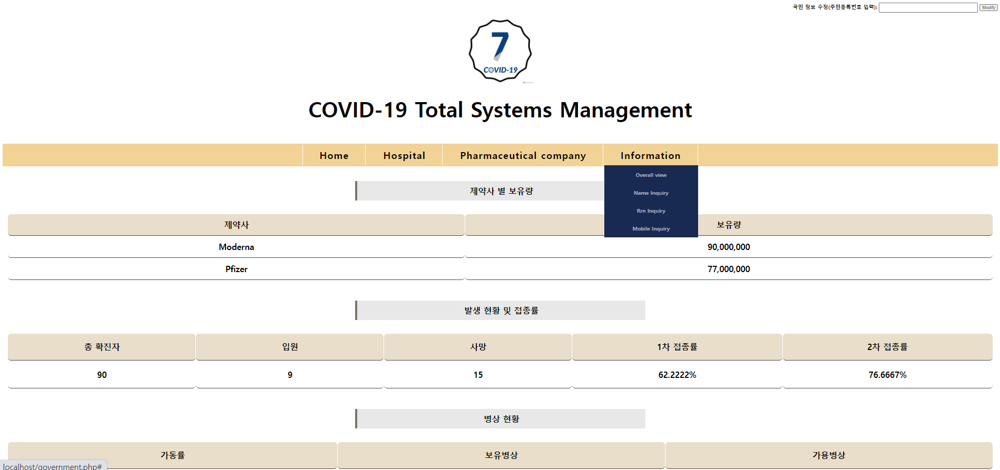 국민 정보 수정(주민등록번호 입력): Modify
7
COVID-19
COVID-19 Total Systems Management
Home Hospital Pharmaceutical company Information
Overall view
Name Inquiry
Rrn Inquiry
Mobile Inquiry
제약사 별 보유량
제약사 보유량
Moderna 90,000,000
Pfizer 77,000,000
발생 현황 및 접종률
총 확진자 입원 사망 1차 접종률 2차 접종률
90 9 15 62.2222% 76.6667%
병상 현황
가동률 보유병상 가용병상
localhost/government.php#